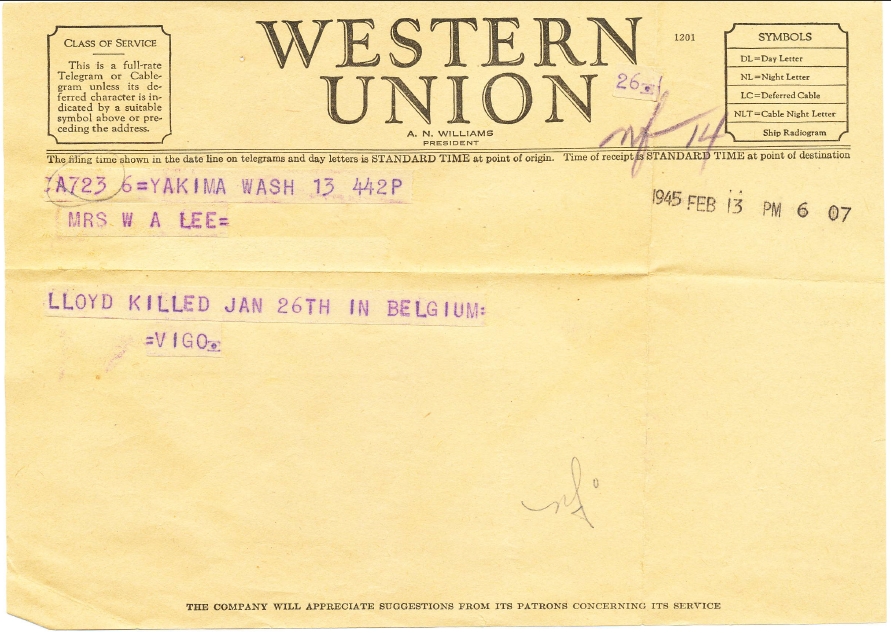 CLASS OF SERVICE
This is a full-rate
Telegram or Cable-
gram unless its de-
ferred character is in-
dicated by a suitable
symbol above or pre-
ceding the address.
WESTERN
UNION
A. N. WILLIAMS
PRESIDENT
1201
26
SYMBOLS
DL=Day Letter
NL=Night Letter
LC=Deferred Cable
NLT=Cable Night Letter
Ship Radiogram
nf 14
The filing time shown in the date line on telegrams and day letters is STANDARD TIME at point of origin. Time of receipt is STANDARD TIME at point of destination
A723 6=YAKIMA WASH 13 442P
1945 FEB 13 PM 6 07
MRS W A LEE=
LLOYD KILLED JAN 26TH IN BELGIUM=
=VIGO.
nf
THE COMPANY WILL APPRECIATE SUGGESTIONS FROM ITS PATRONS CONCERNING ITS SERVICE